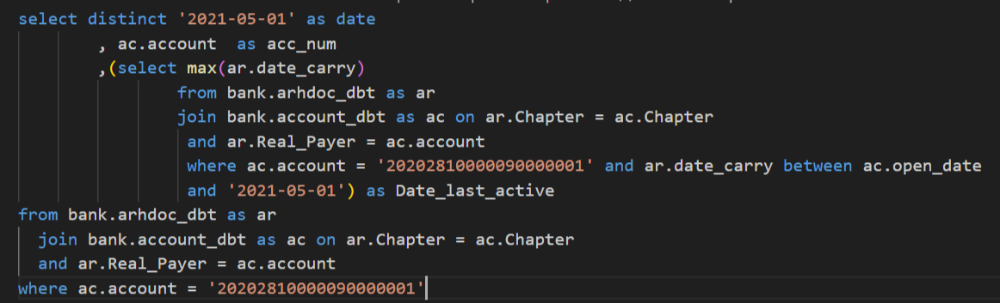 select distinct '2021-05-01' as date
, ac.account  as acc_num
,(select max(ar.date_carry)
from bank.arhdoc_dbt as ar
join bank.account_dbt as ac on ar.Chapter = ac.Chapter
and ar.Real_Payer = ac.account
where ac.account = '20202810000090000001' and ar.date_carry between ac.open_date
and '2021-05-01') as Date_last_active
from bank.arhdoc_dbt as ar
join bank.account_dbt as ac on ar.Chapter = ac.Chapter
and ar.Real_Payer = ac.account
where ac.account = '20202810000090000001'